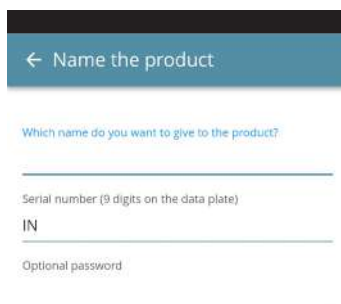 ← Name the product
Which name do you want to give to the product?
Serial number (9 digits on the data plate)
IN
Optional password